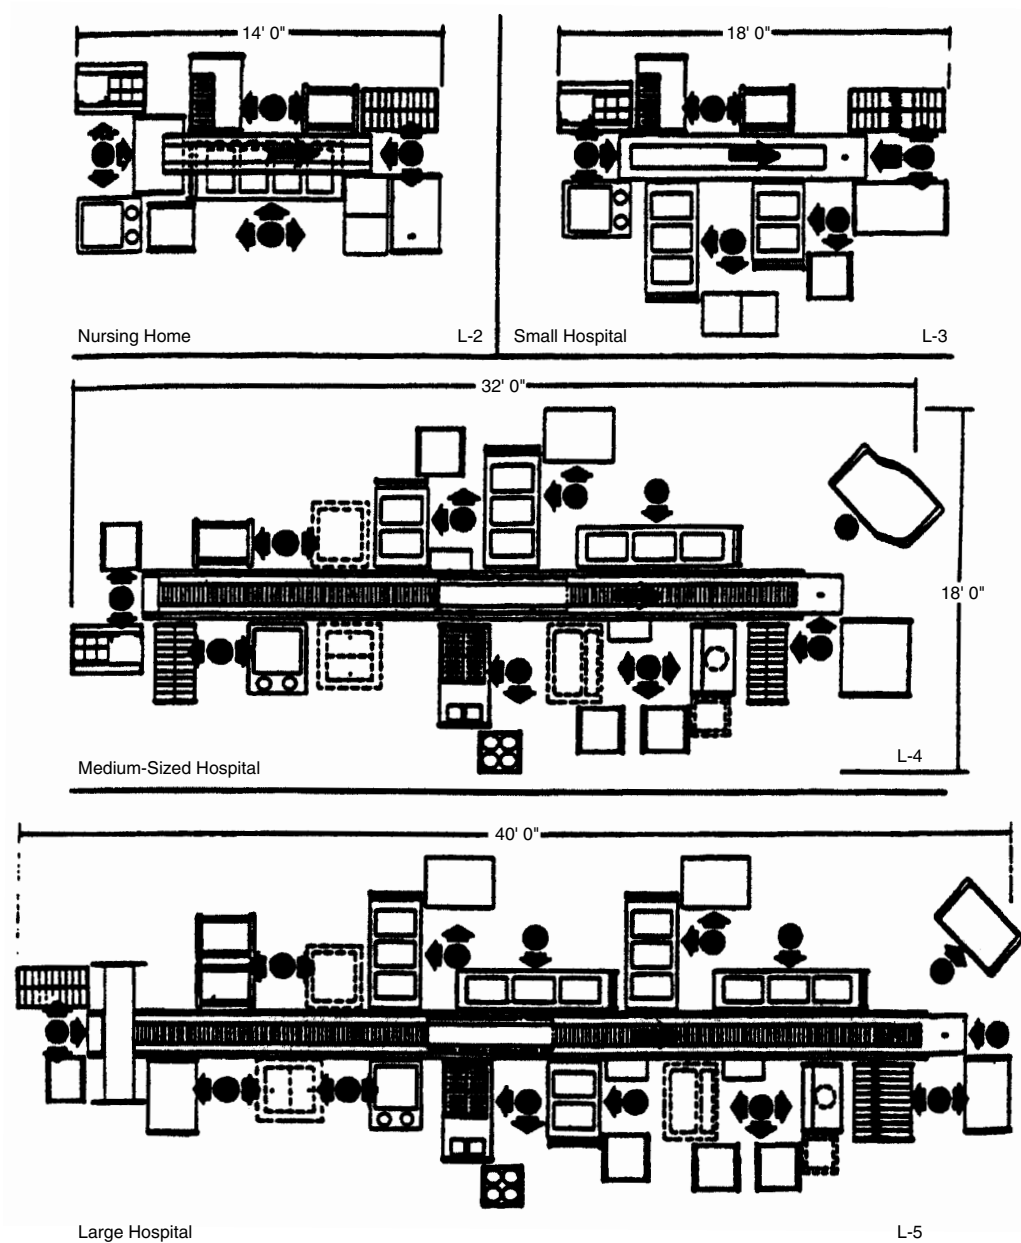 14' 0"
18' 0"
Nursing Home
L-2
Small Hospital
L-3
32' 0"
18' 0"
Medium-Sized Hospital
L-4
40' 0"
Large Hospital
L-5